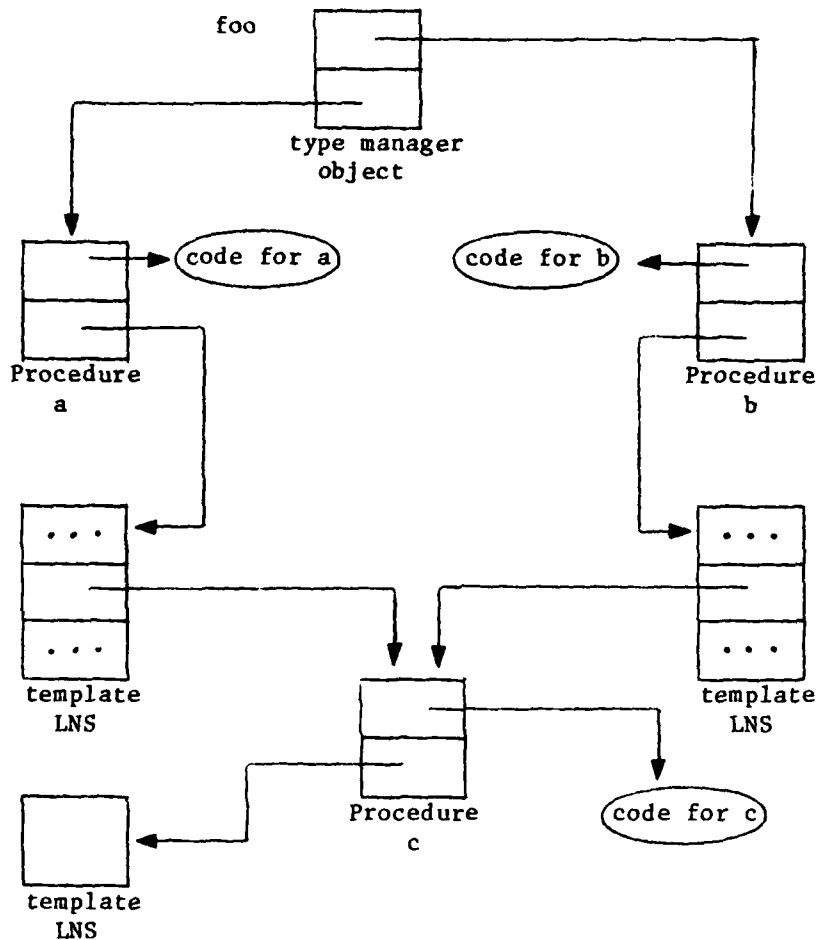 foo
type manager
object
code for a
code for b
Procedure
a
Procedure
b
...
...
...
...
template
LNS
template
LNS
Procedure
c
code for c
template
LNS